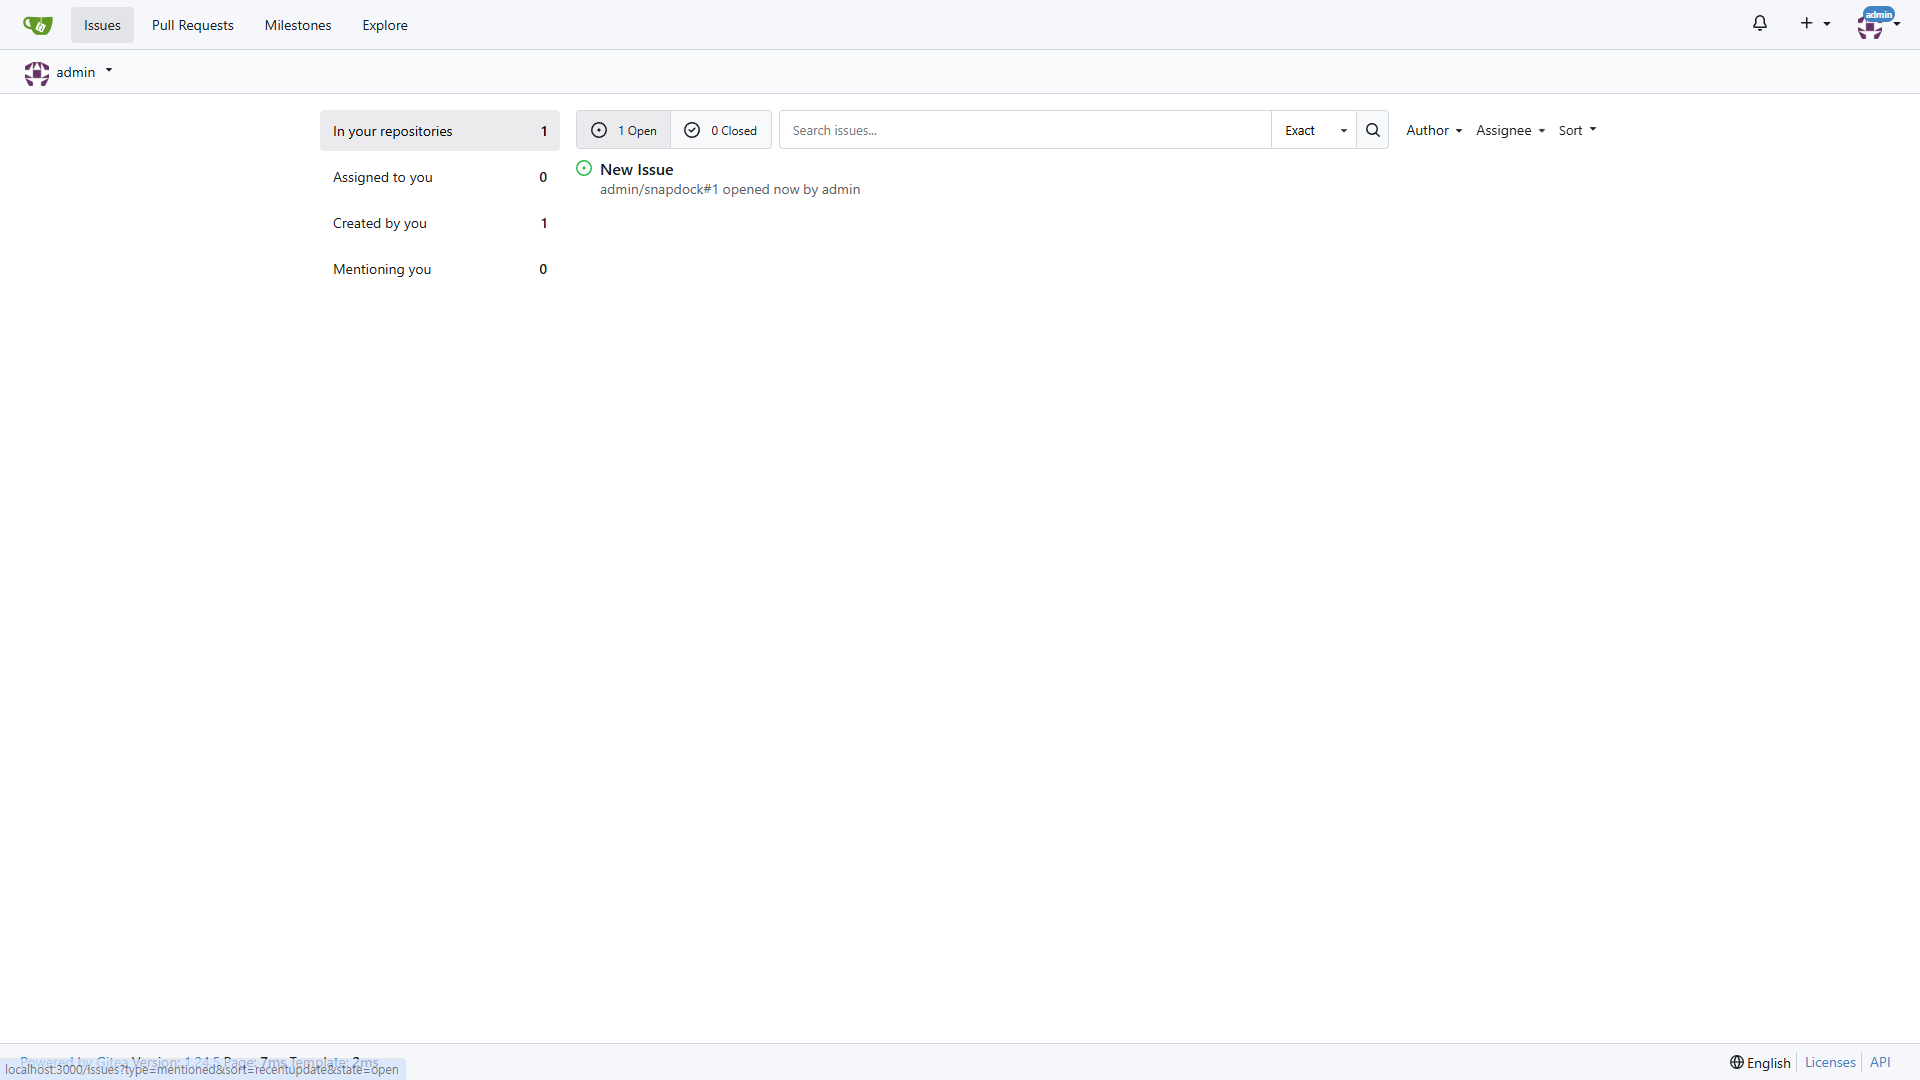 Issues Pull Requests Milestones Explore admin
admin
In your repositories 1
Assigned to you 0
Created by you 1
Mentioning you 0
1 Open 0 Closed Search issues... Exact Author Assignee Sort
New Issue
admin/snapdock#1 opened now by admin
Powered by Gitea Version: 1.24.5 Page: 7ms Template: 2ms
localhost:3000/issues?type=mentioned&sort=recentupdate&state=open
English Licenses API